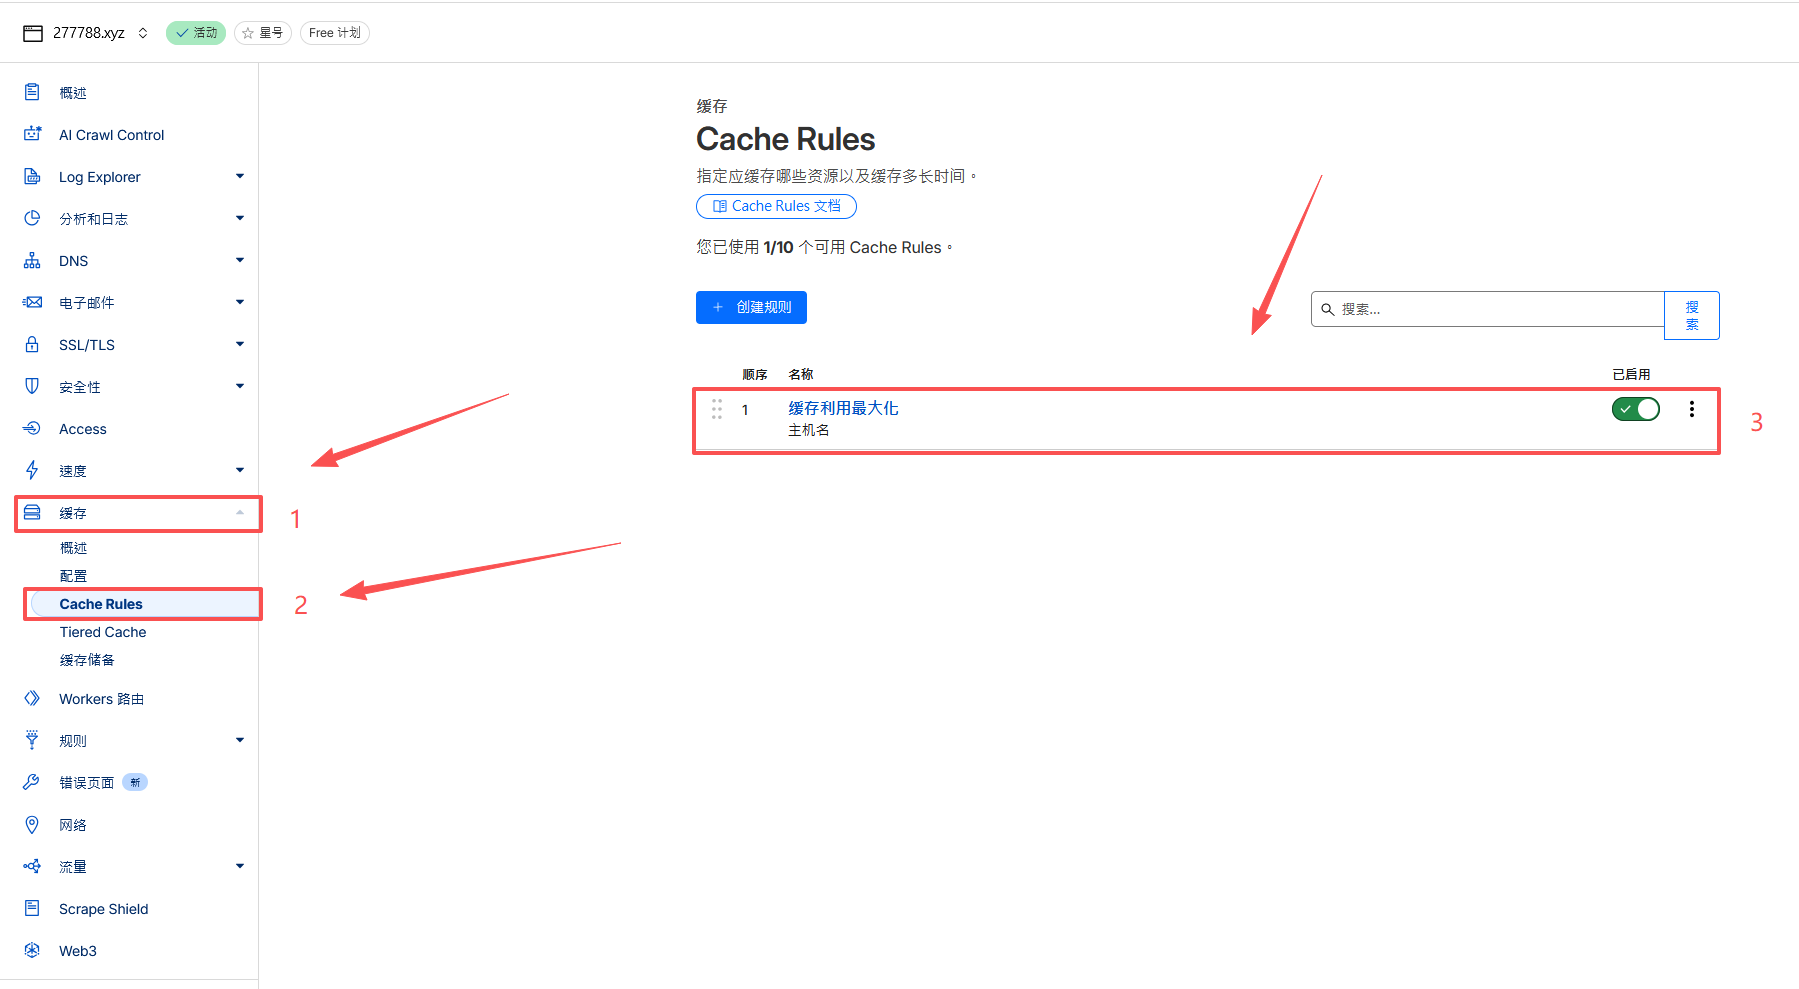 277788.xyz
活动
星号
Free 计划
概述
AI Crawl Control
Log Explorer
分析和日志
DNS
电子邮件
SSL/TLS
安全性
Access
速度
缓存
1
概述
配置
Cache Rules
2
Tiered Cache
缓存储备
Workers 路由
规则
错误页面 新
网络
流量
Scrape Shield
Web3
缓存
Cache Rules
指定应缓存哪些资源以及缓存多长时间。
Cache Rules 文档
您已使用 1/10 个可用 Cache Rules。
+ 创建规则
搜索...
搜
索
顺序 名称 已启用
1 缓存利用最大化
主机名
3